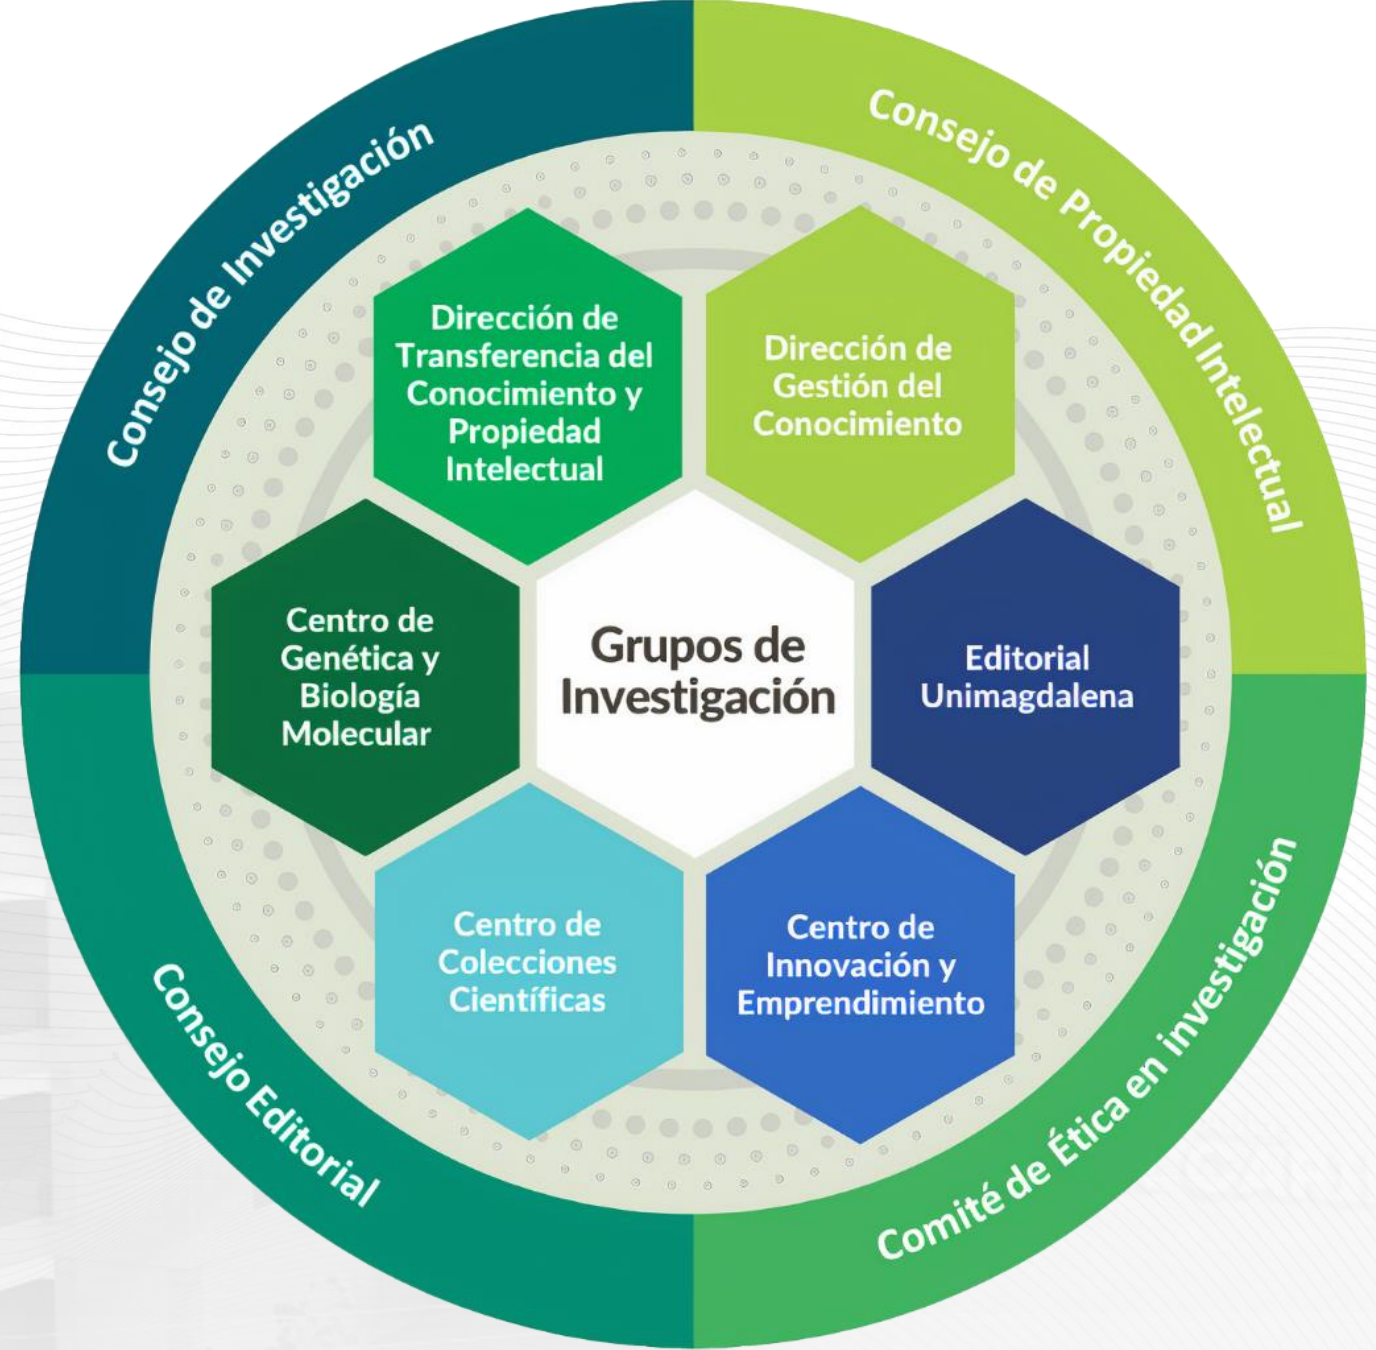 Consejo de Investigación
Consejo de Propiedad Intelectual
Dirección de
Transferencia del
Conocimiento y
Propiedad
Intelectual
Dirección de
Gestión del
Conocimiento
Centro de
Genética y
Biología
Molecular
Grupos de
Investigación
Editorial
Unimagdalena
Centro de
Colecciones
Científicas
Centro de
Innovación y
Emprendimiento
Consejo Editorial
Comité de Ética en investigación